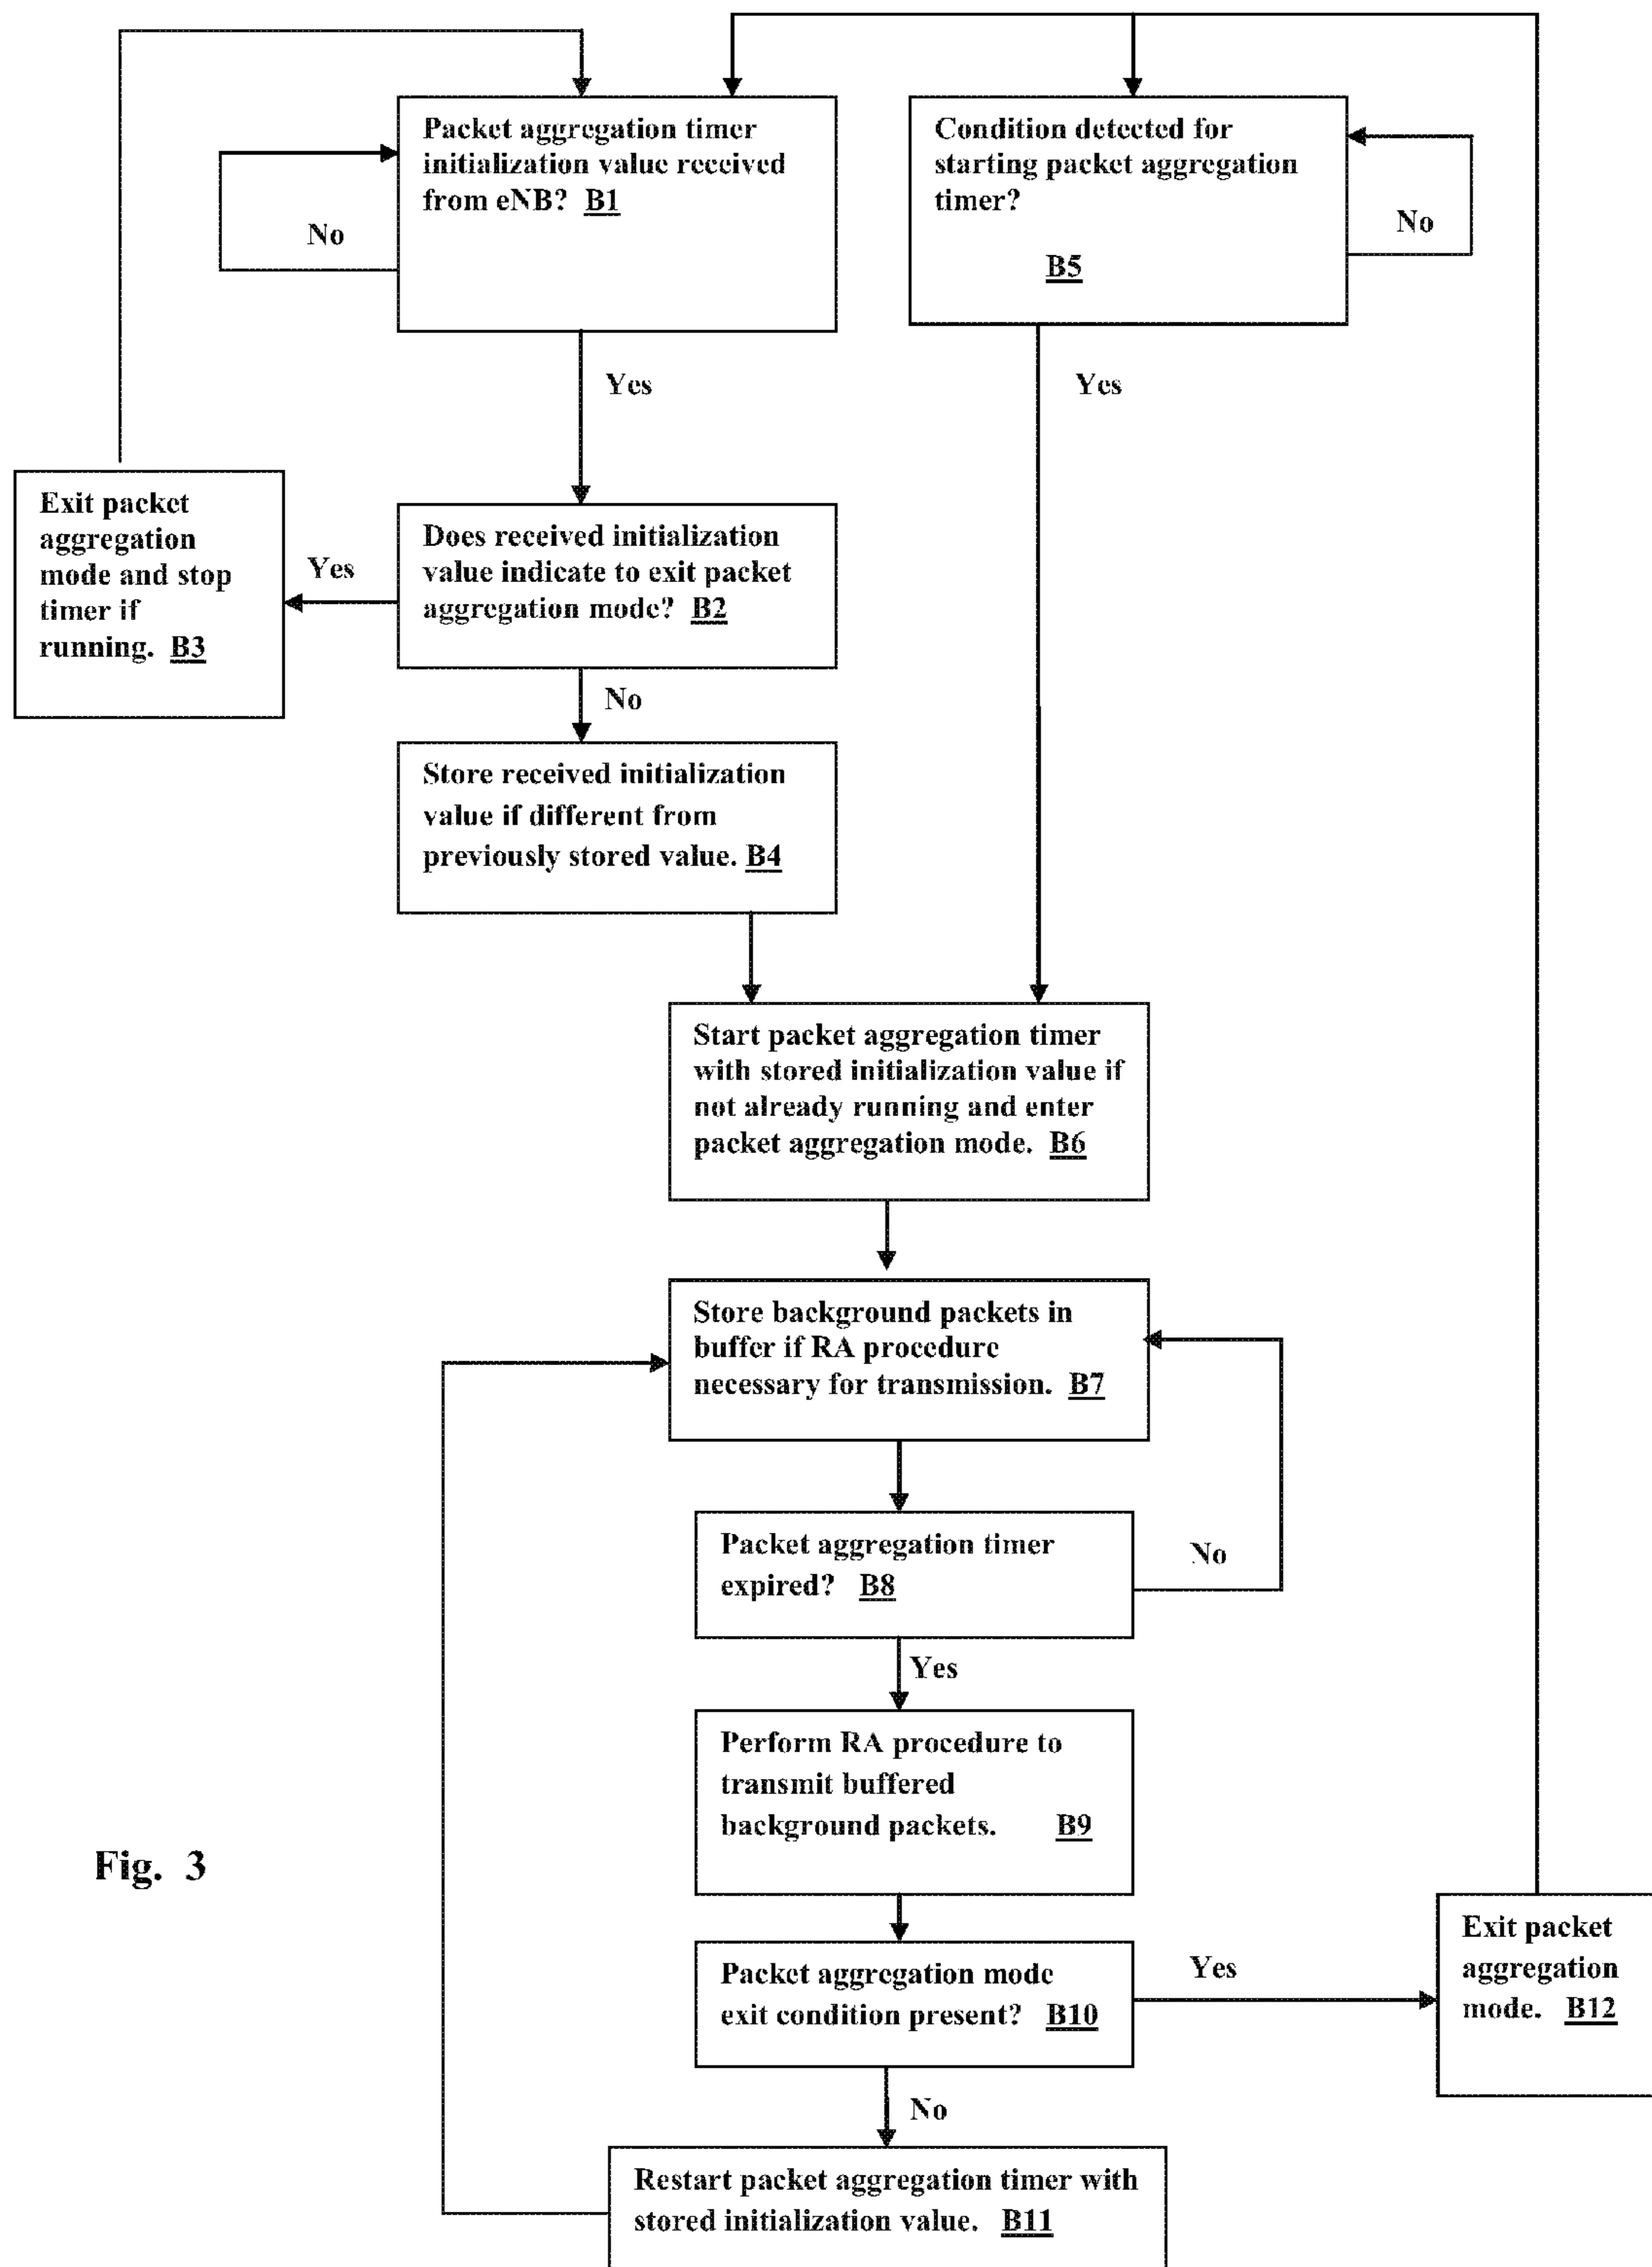 Packet aggregation timer
initialization value received
from eNB? B1
No
Condition detected for
starting packet aggregation
timer?
B5
No
Yes
Yes
Exit packet
aggregation
mode and stop
timer if
running. B3
Yes
Does received initialization
value indicate to exit packet
aggregation mode? B2
No
Store received initialization
value if different from
previously stored value. B4
Start packet aggregation timer
with stored initialization value if
not already running and enter
packet aggregation mode. B6
Store background packets in
buffer if RA procedure
necessary for transmission. B7
Packet aggregation timer
expired? B8
No
Yes
Perform RA procedure to
transmit buffered
background packets. B9
Fig. 3
Packet aggregation mode
exit condition present? B10
Yes
Exit packet
aggregation
mode. B12
No
Restart packet aggregation timer with
stored initialization value. B11